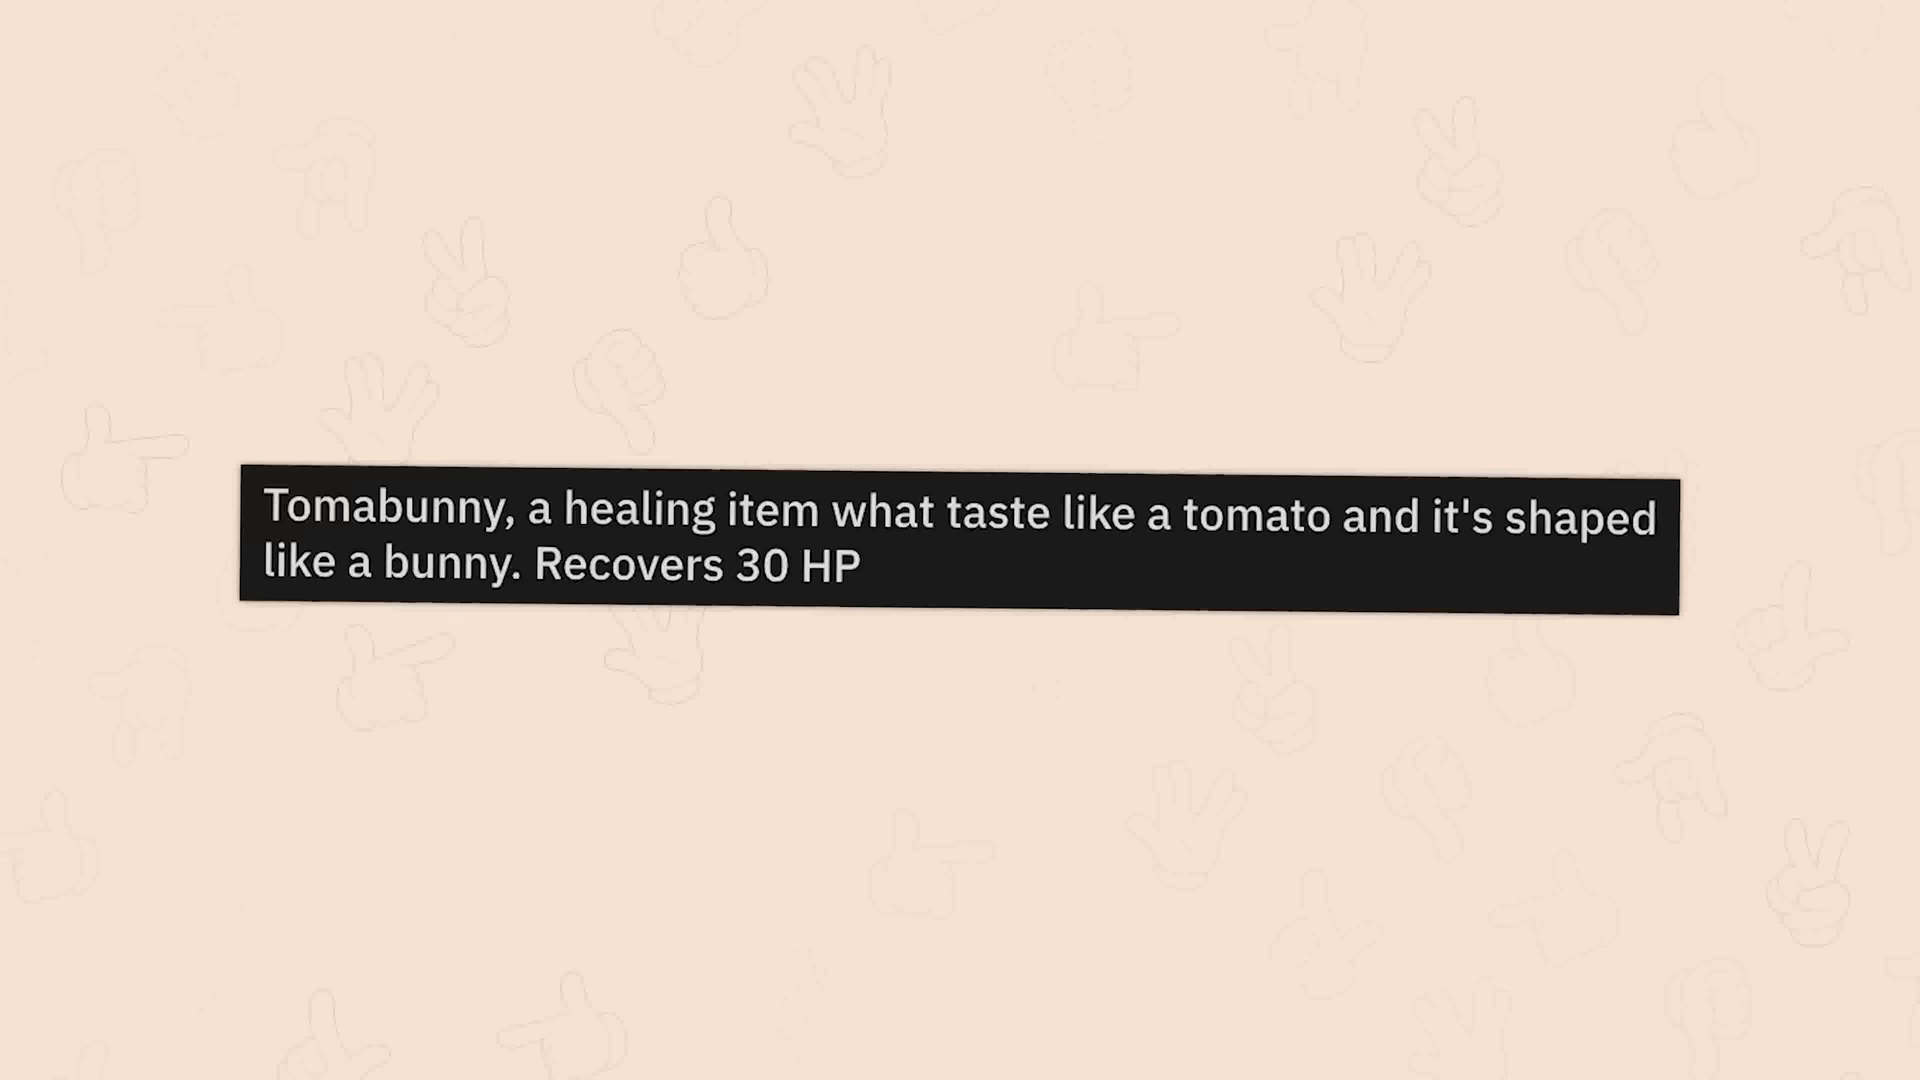 Tomabunny, a healing item what taste like a tomato and it's shaped
like a bunny. Recovers 30 HP